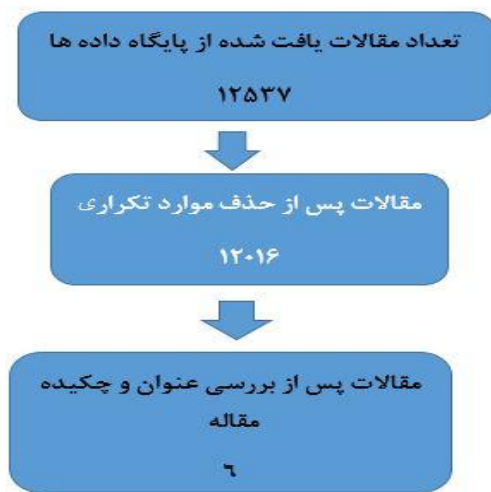 تعداد مقالات یافت شده از پایگاه داده ها
۱۲۵۳۷
مقالات پس از حذف موارد تکراری
۱۲۰۱۶
مقالات پس از بررسی عنوان و چکیده
مقاله
٦